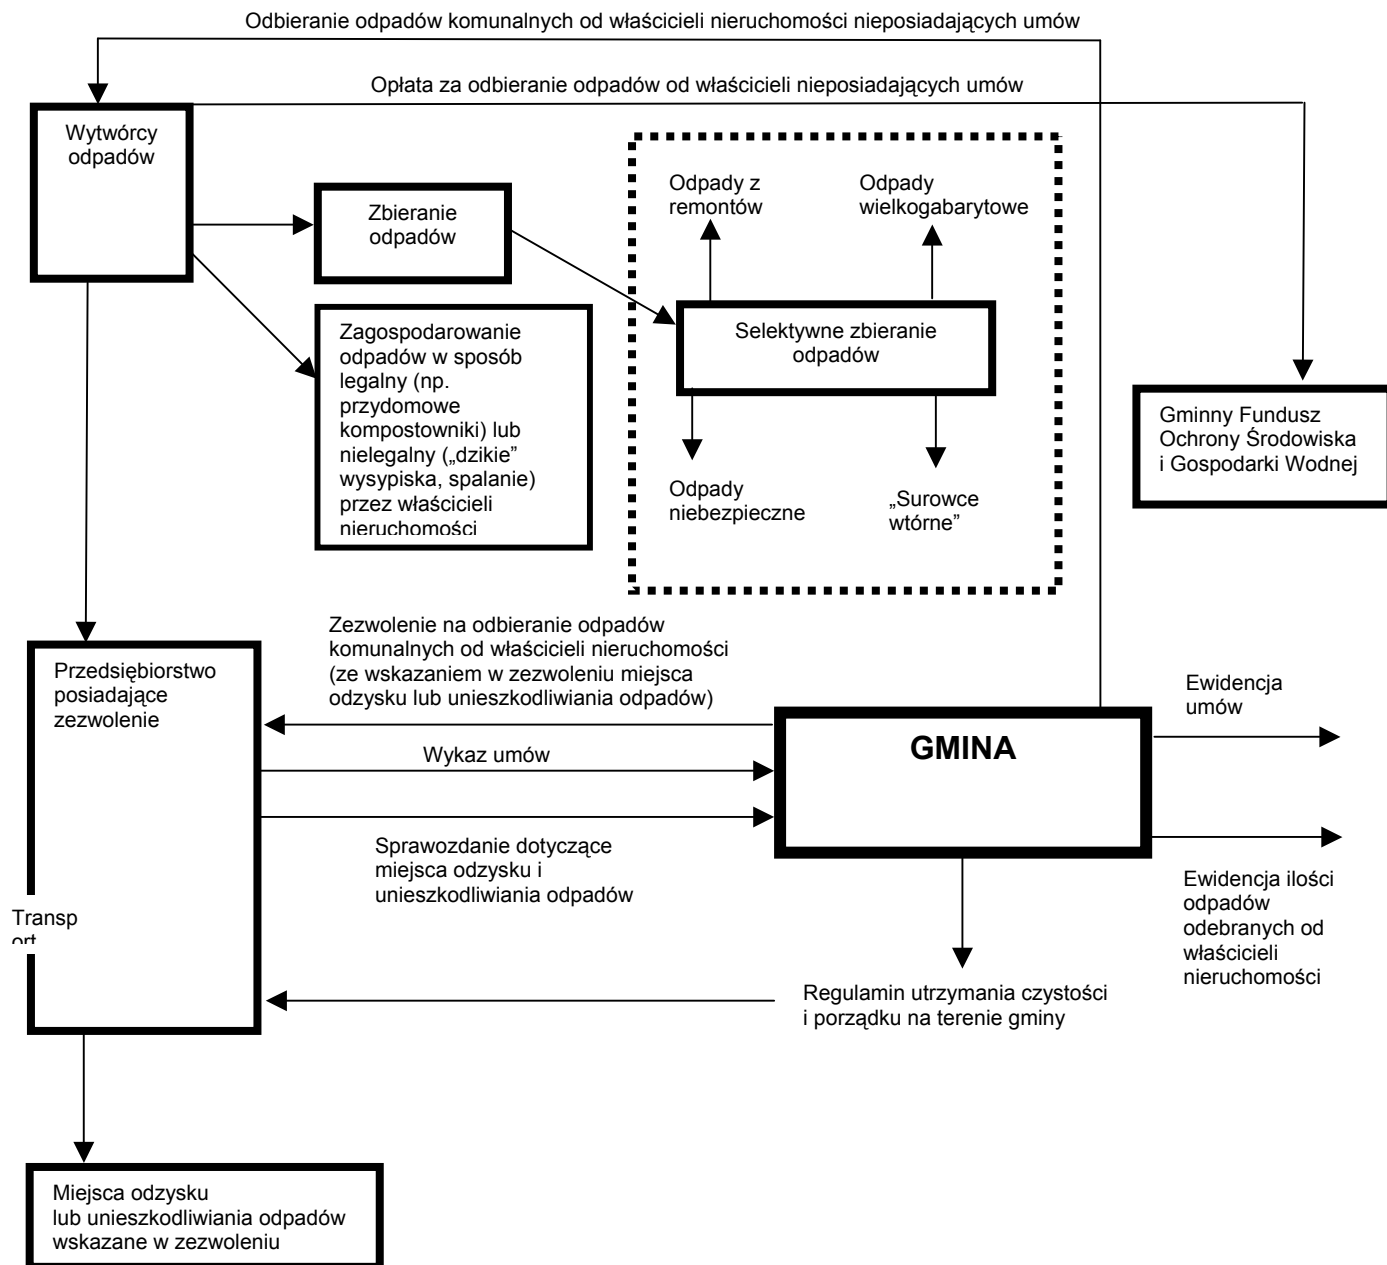 Odbieranie odpadów komunalnych od właścicieli nieruchomości nieposiadających umów
Opłata za odbieranie odpadów od właścicieli nieposiadających umów
Wytwórcy
odpadów
Zbieranie
odpadów
Odpady z
remontów
Odpady
wielkogabarytowe
Selektywne zbieranie
odpadów
Zagospodarowanie
odpadów w sposób
legalny (np.
przydomowe
kompostowniki) lub
nielegalny („dzikie”
wysypiska, spalanie)
przez właścicieli
nieruchomości
Odpady
niebezpieczne
„Surowce
wtórne”
Gminny Fundusz
Ochrony Środowiska
i Gospodarki Wodnej
Zezwolenie na odbieranie odpadów
komunalnych od właścicieli nieruchomości
(ze wskazaniem w zezwoleniu miejsca
odzysku lub unieszkodliwiania odpadów)
Przedsiębiorstwo
posiadające
zezwolenie
Wykaz umów
GMINA
Ewidencja
umów
Sprawozdanie dotyczące
miejsca odzysku i
unieszkodliwiania odpadów
Ewidencja ilości
odpadów
odebranych od
właścicieli
nieruchomości
Transp
ort
Regulamin utrzymania czystości
i porządku na terenie gminy
Miejsca odzysku
lub unieszkodliwiania odpadów
wskazane w zezwoleniu